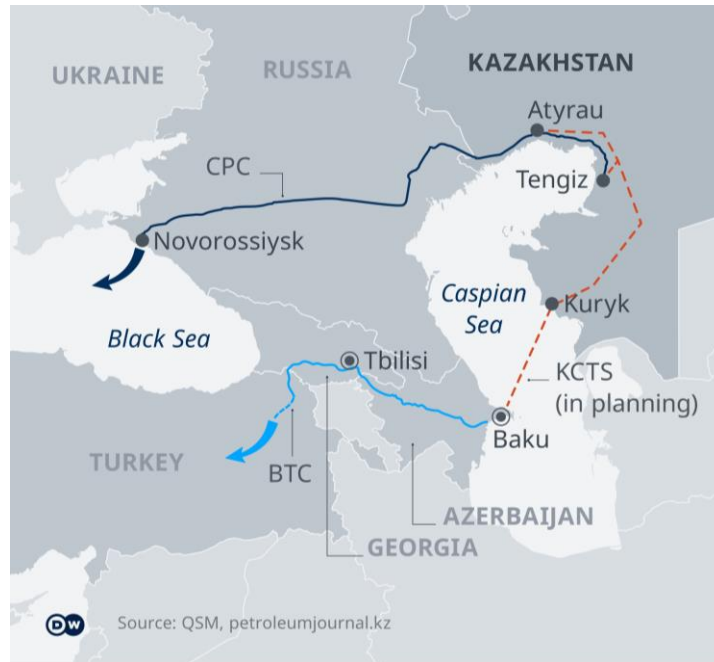 UKRAINE
RUSSIA
KAZAKHSTAN
Atyrau
CPC
Tengiz
Novorossiysk
Caspian
Sea
Kuryk
Black Sea
Tbilisi
KCTS
(in planning)
Baku
TURKEY
BTC
AZERBAIJAN
GEORGIA
DW
Source: QSM, petroleumjournal.kz